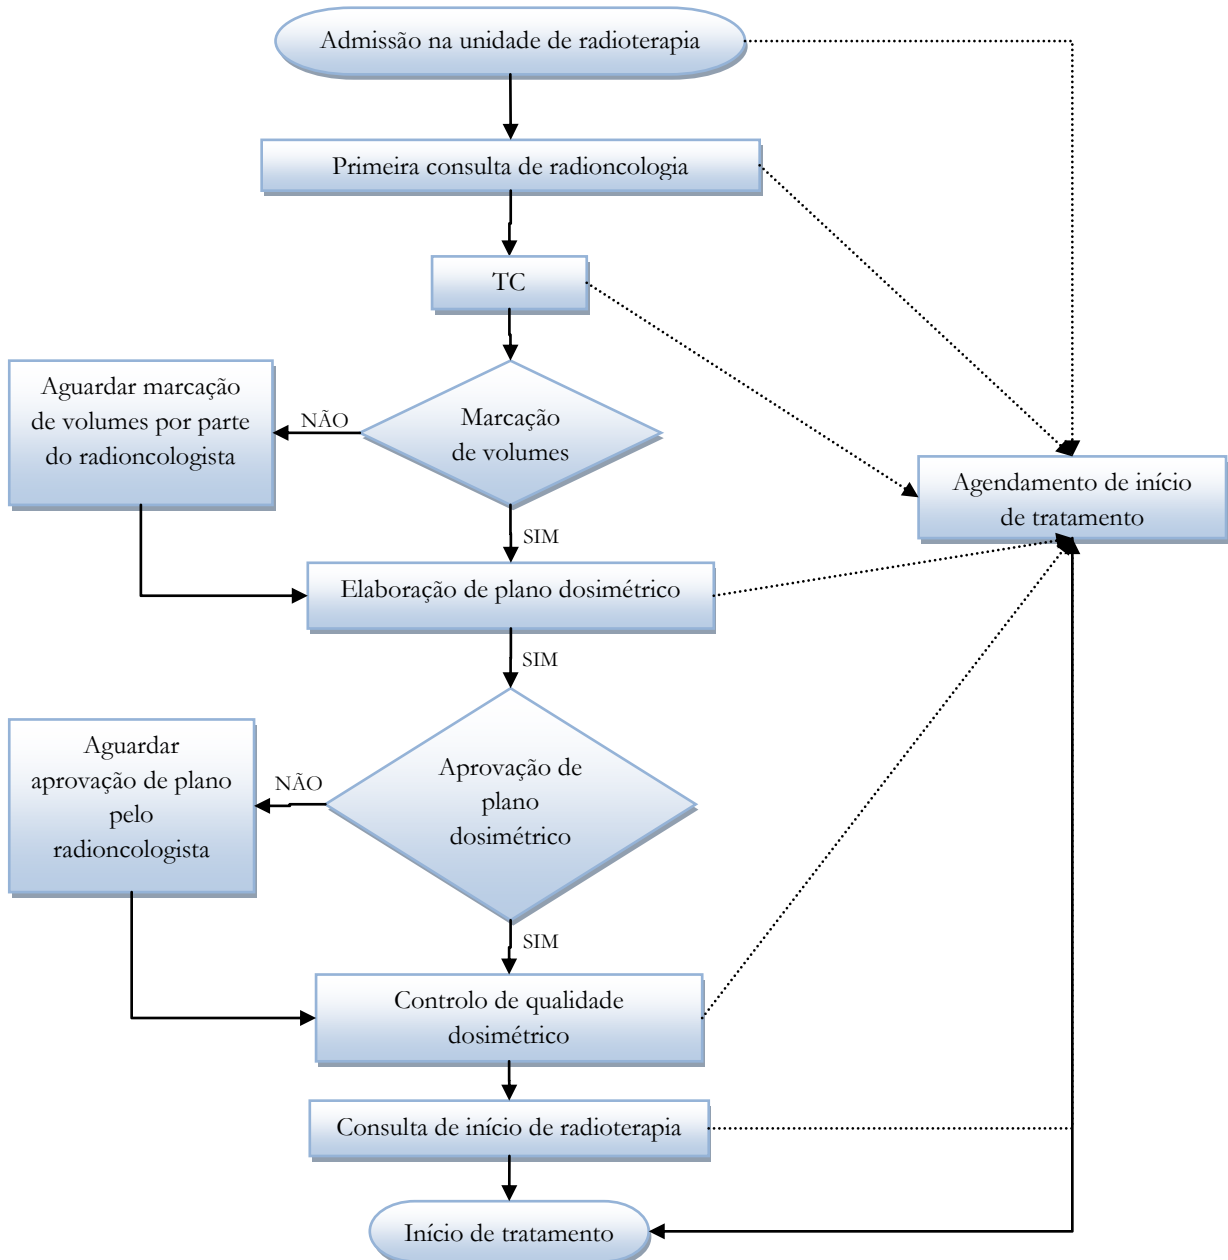 Admissão na unidade de radioterapia
Primeira consulta de radioncologia
TC
Aguardar marcação
de volumes por parte
do radioncologista
NÃO
Marcação
de volumes
Agendamento de início
de tratamento
SIM
Elaboração de plano dosimétrico
SIM
Aguardar
aprovação de plano
pelo
radioncologista
NÃO
Aprovação de
plano
dosimétrico
SIM
Controlo de qualidade
dosimétrico
Consulta de início de radioterapia
Início de tratamento